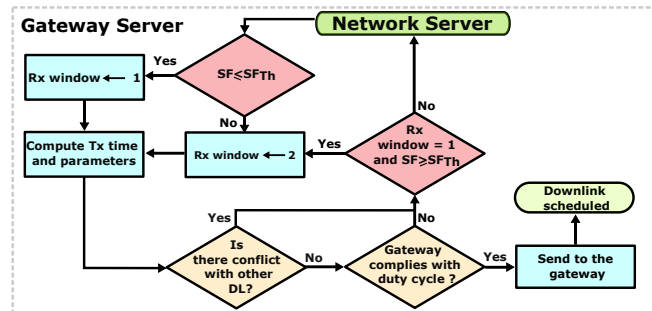 Gateway Server
Network Server
Yes
SF⩽SFTh
Rx window ← 1
No
No
Rx
window = 1
and SF⩾SFTh
Compute Tx time
and parameters
Rx window ← 2
Yes
Downlink
scheduled
Yes
No
Is
there conflict
with other
DL?
No
Gateway
complies with
duty cycle ?
Yes
Send to the
gateway